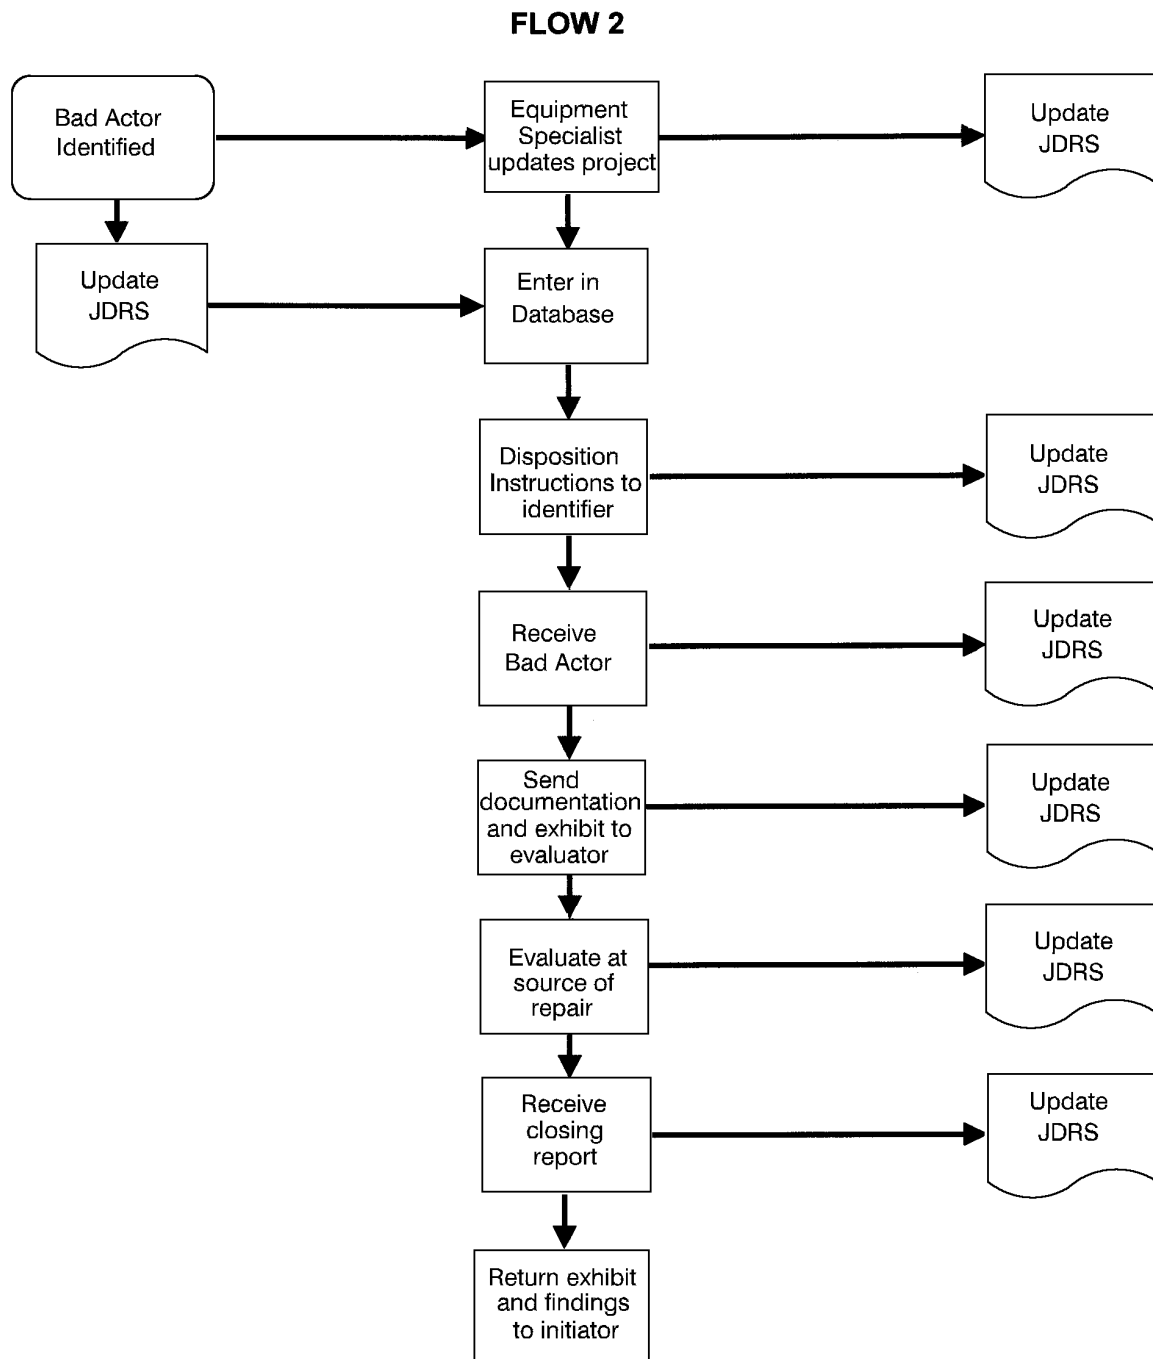 FLOW 2
Bad Actor
Identified
Equipment
Specialist
updates project
Update
JDRS
Update
JDRS
Enter in
Database
Disposition
Instructions to
identifier
Update
JDRS
Receive
Bad Actor
Update
JDRS
Send
documentation
and exhibit to
evaluator
Update
JDRS
Evaluate at
source of
repair
Update
JDRS
Receive
closing
report
Update
JDRS
Return exhibit
and findings
to initiator